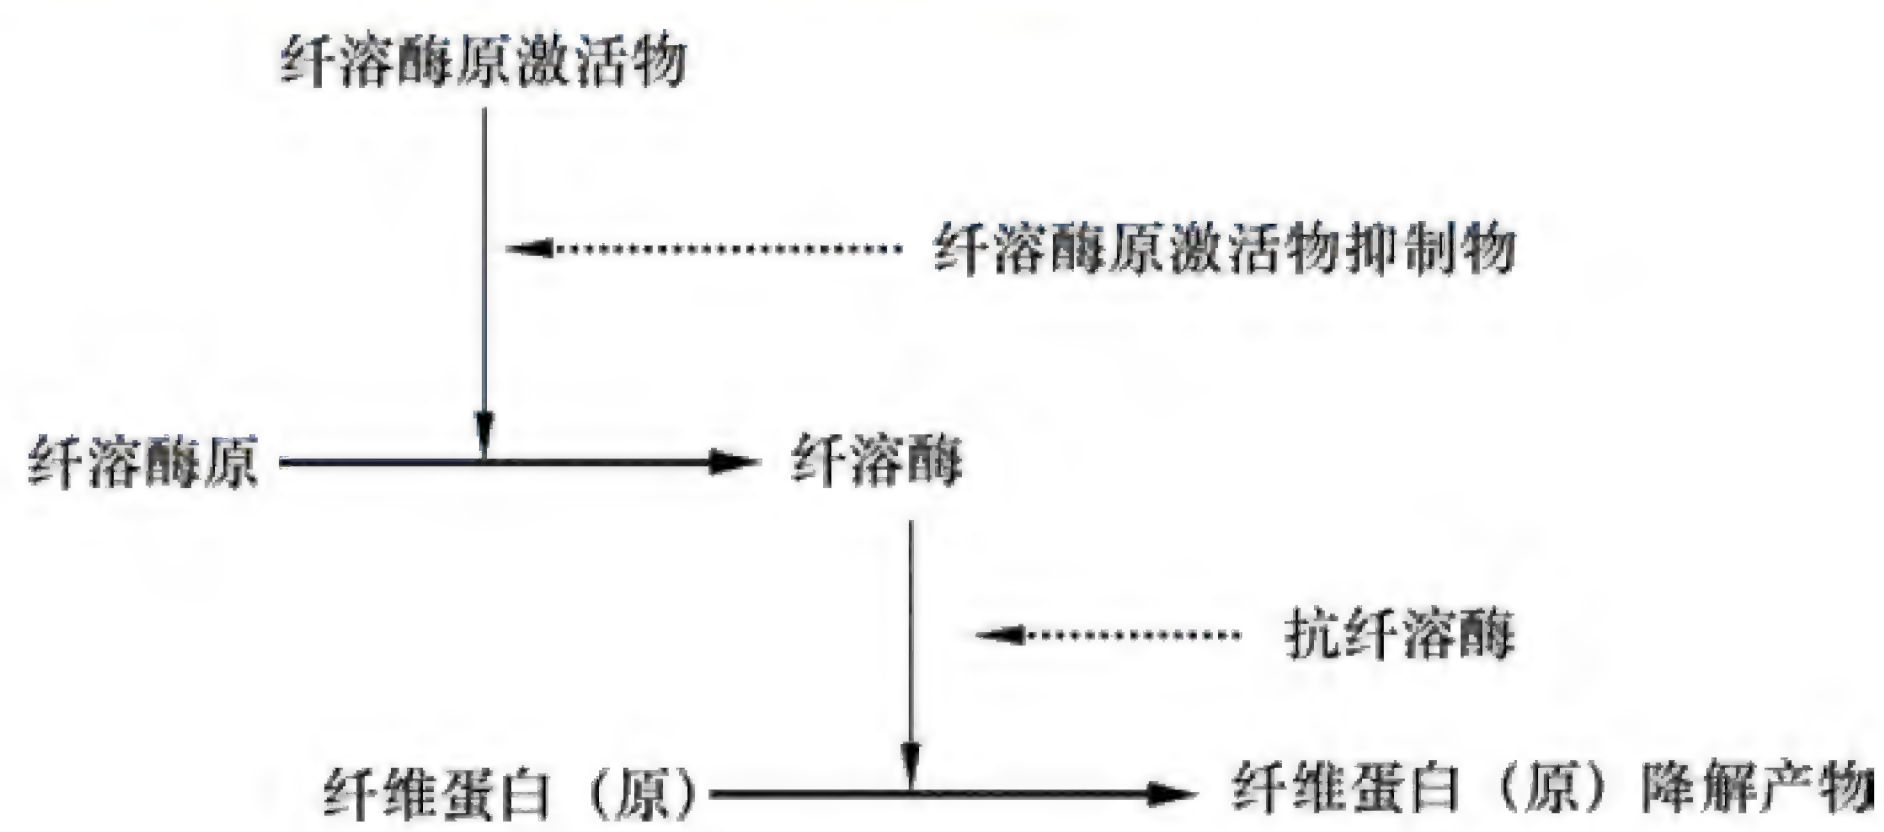 纤溶酶原激活物
纤溶酶原激活物抑制物
纤溶酶原
纤溶酶
抗纤溶酶
纤维蛋白（原）
纤维蛋白（原）降解产物